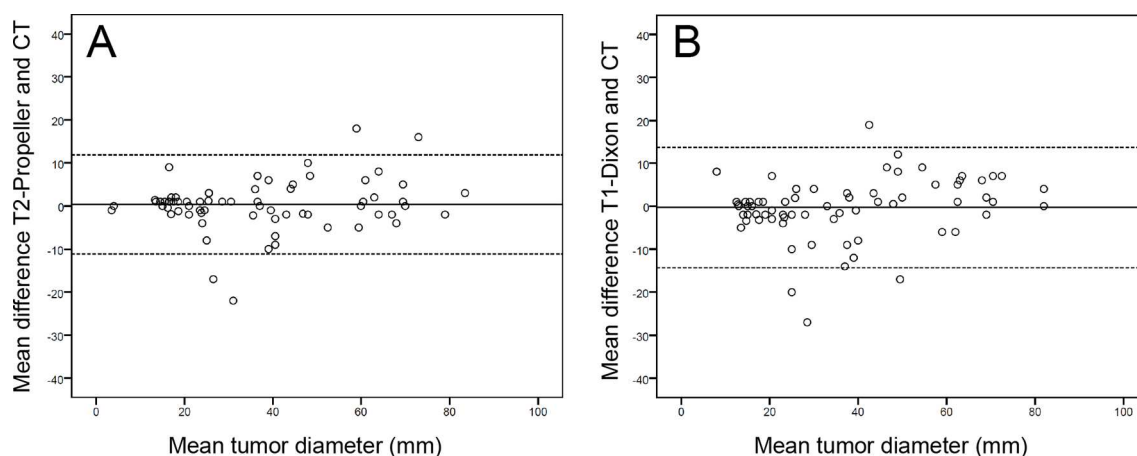 A
Mean difference T2-Propeller and CT
40
30
20
10
0
-10
-20
-30
-40
0 20 40 60 80 100
Mean tumor diameter (mm)
B
Mean difference T1-Dixon and CT
40
30
20
10
0
-10
-20
-30
-40
0 20 40 60 80 100
Mean tumor diameter (mm)